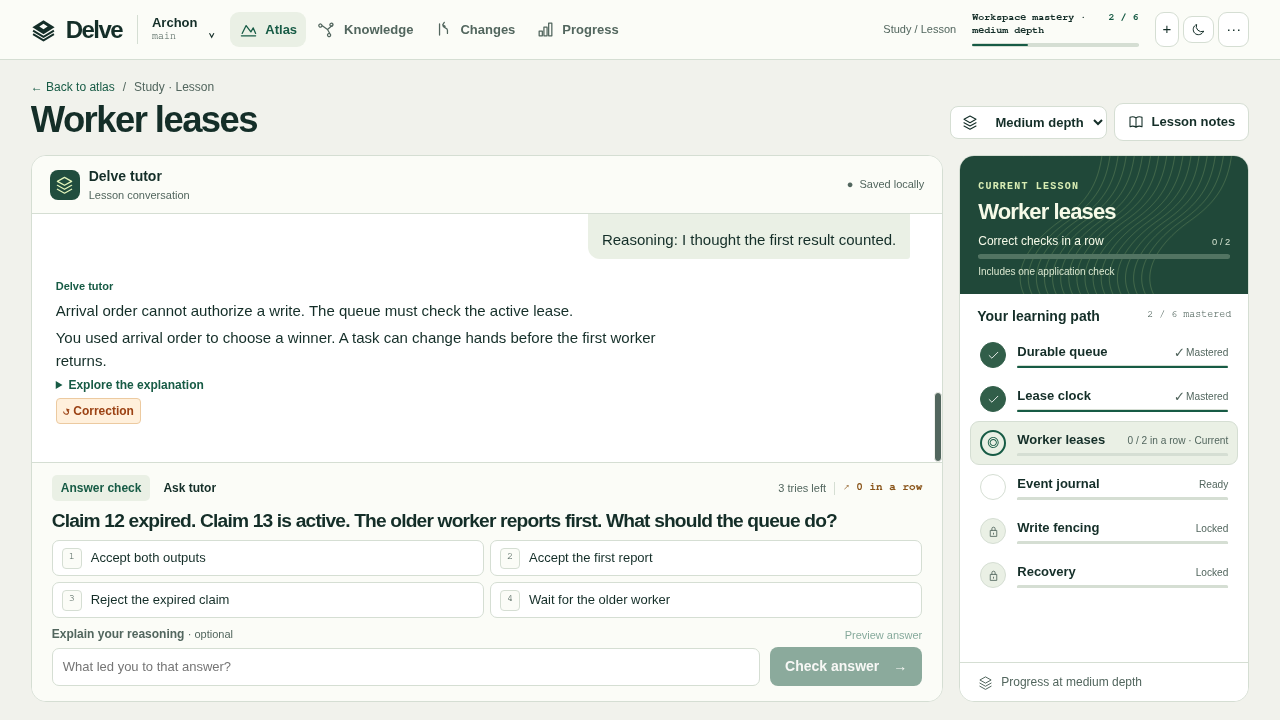 Delve
Archon
main
Atlas
Knowledge
Changes
Progress
Study / Lesson
Workspace mastery · 2 / 6
medium depth
+
...
← Back to atlas / Study · Lesson
Worker leases
Medium depth
Lesson notes
Delve tutor
Lesson conversation
● Saved locally
Reasoning: I thought the first result counted.
Delve tutor
Arrival order cannot authorize a write. The queue must check the active lease.
You used arrival order to choose a winner. A task can change hands before the first worker
returns.
▶ Explore the explanation
↺ Correction
Answer check
Ask tutor
3 tries left
↗ 0 in a row
Claim 12 expired. Claim 13 is active. The older worker reports first. What should the queue do?
1 Accept both outputs
2 Accept the first report
3 Reject the expired claim
4 Wait for the older worker
Explain your reasoning · optional
Preview answer
What led you to that answer?
Check answer →
CURRENT LESSON
Worker leases
Correct checks in a row 0 / 2
Includes one application check
Your learning path 2 / 6 mastered
Durable queue ✓ Mastered
Lease clock ✓ Mastered
Worker leases 0 / 2 in a row · Current
Event journal Ready
Write fencing Locked
Recovery Locked
Progress at medium depth